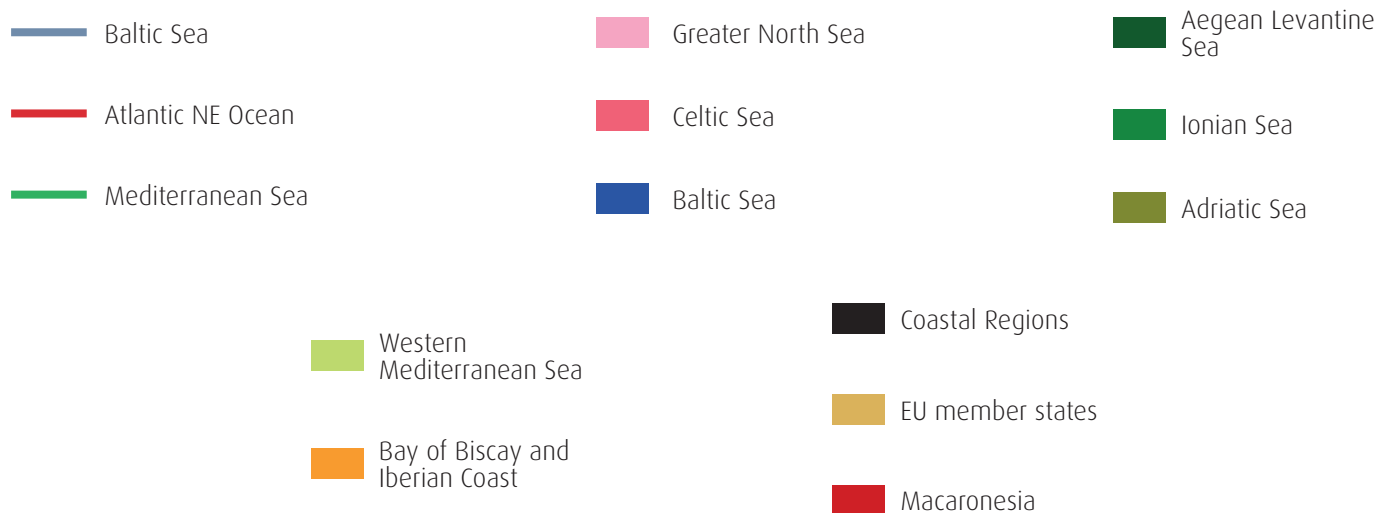 Baltic Sea
Atlantic NE Ocean
Mediterranean Sea
Greater North Sea
Celtic Sea
Baltic Sea
Aegean Levantine
Sea
Ionian Sea
Adriatic Sea
Western
Mediterranean Sea
Bay of Biscay and
Iberian Coast
Coastal Regions
EU member states
Macaronesia